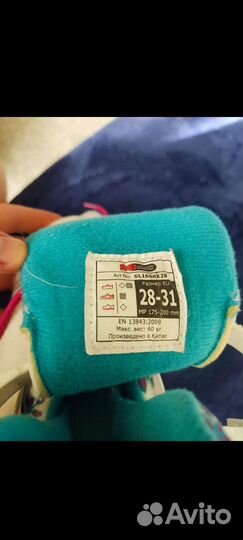 Art No. GL1000X28
Размер EU
28-31
MP 175-200 mm
EN 13843:2009
Макс. вес: 60 кг.
Произведено в Китае
Avito